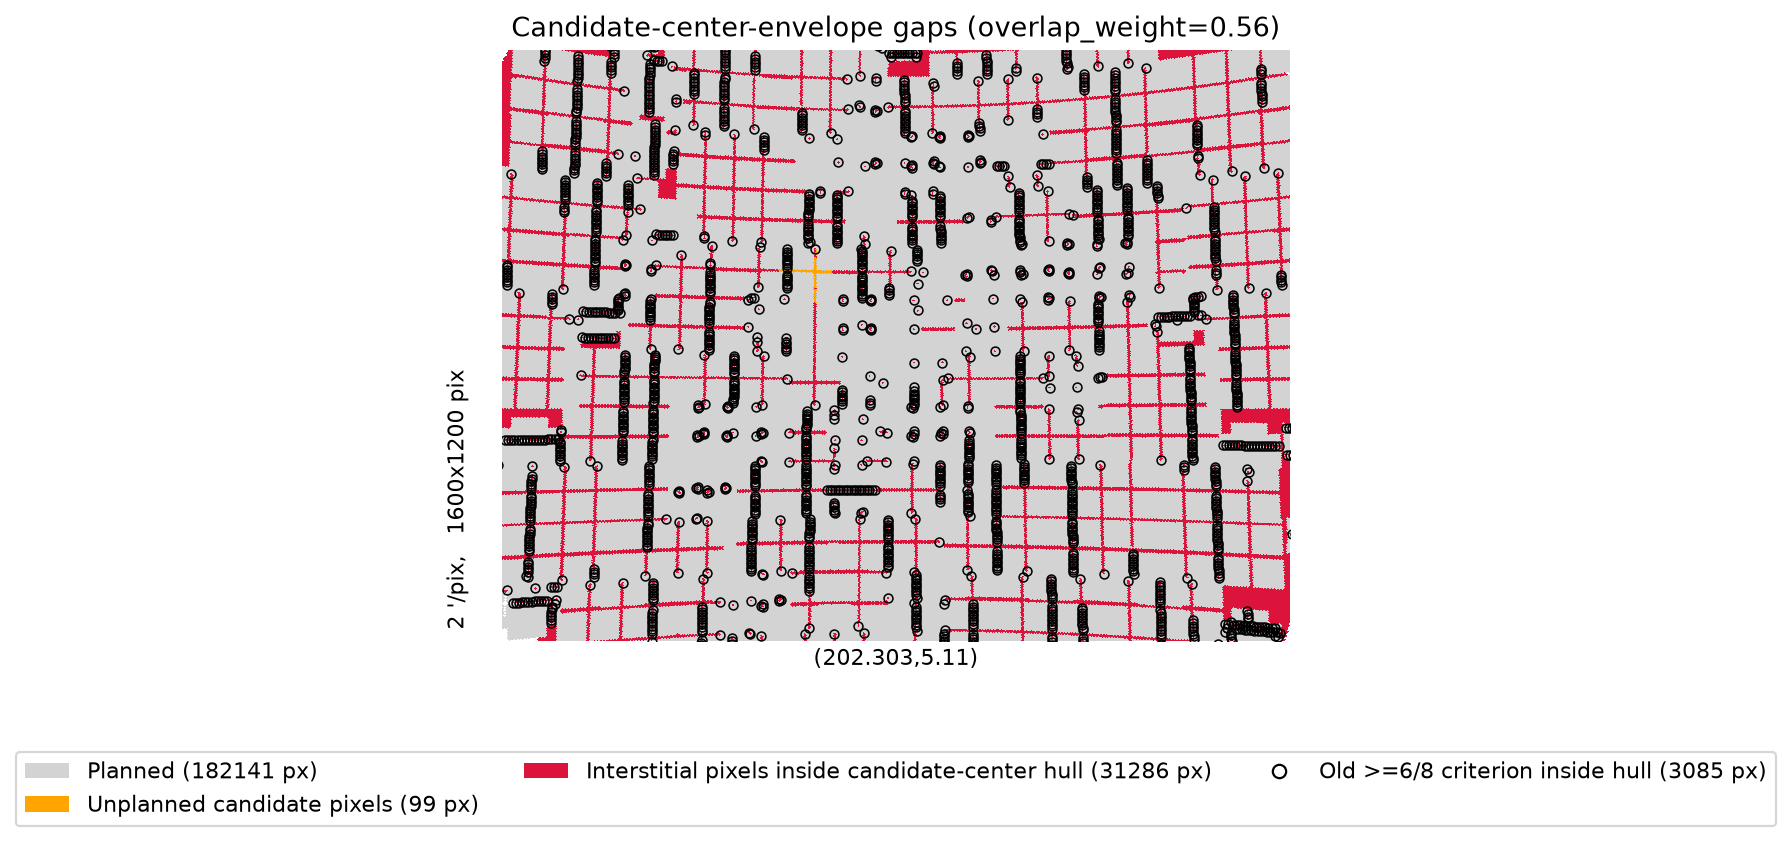 Candidate-center-envelope gaps (overlap_weight=0.56)
2 '/pix,   1600x1200 pix
(202.303,5.11)
Planned (182141 px)
Unplanned candidate pixels (99 px)
Interstitial pixels inside candidate-center hull (31286 px)
Old >=6/8 criterion inside hull (3085 px)